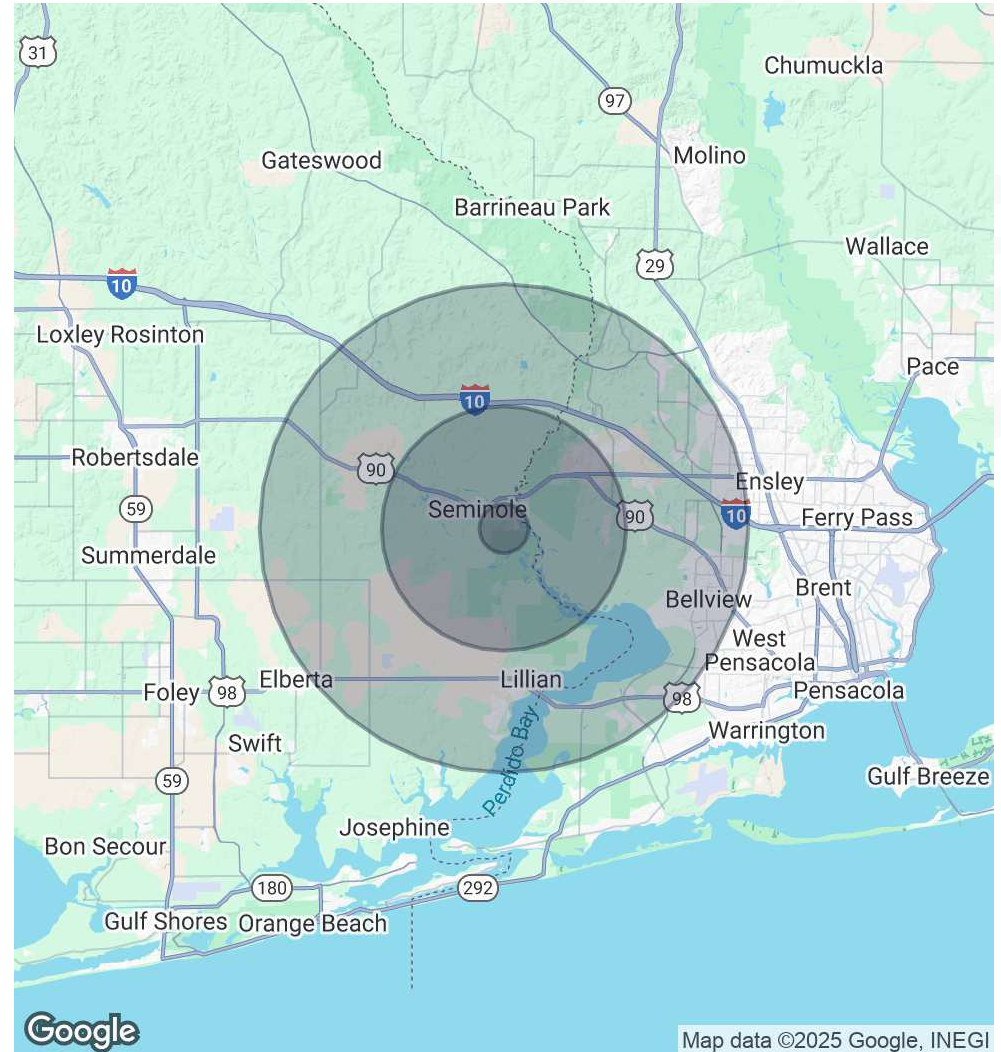 31
Chumuckla
97
Molino
Gateswood
Barrineau Park
Wallace
29
10
Loxley Rosinton
Pace
10
Robertsdale
90
Ensley
59
Seminole
90
10
Ferry Pass
Summerdale
Brent
Bellview
West
Pensacola
Elberta
Lillian
Foley
98
98
Pensacola
Swift
Warrington
Perdido Bay
59
Gulf Breeze
Josephine
Bon Secour
180
292
Gulf Shores
Orange Beach
Google
Map data ©2025 Google, INEGI